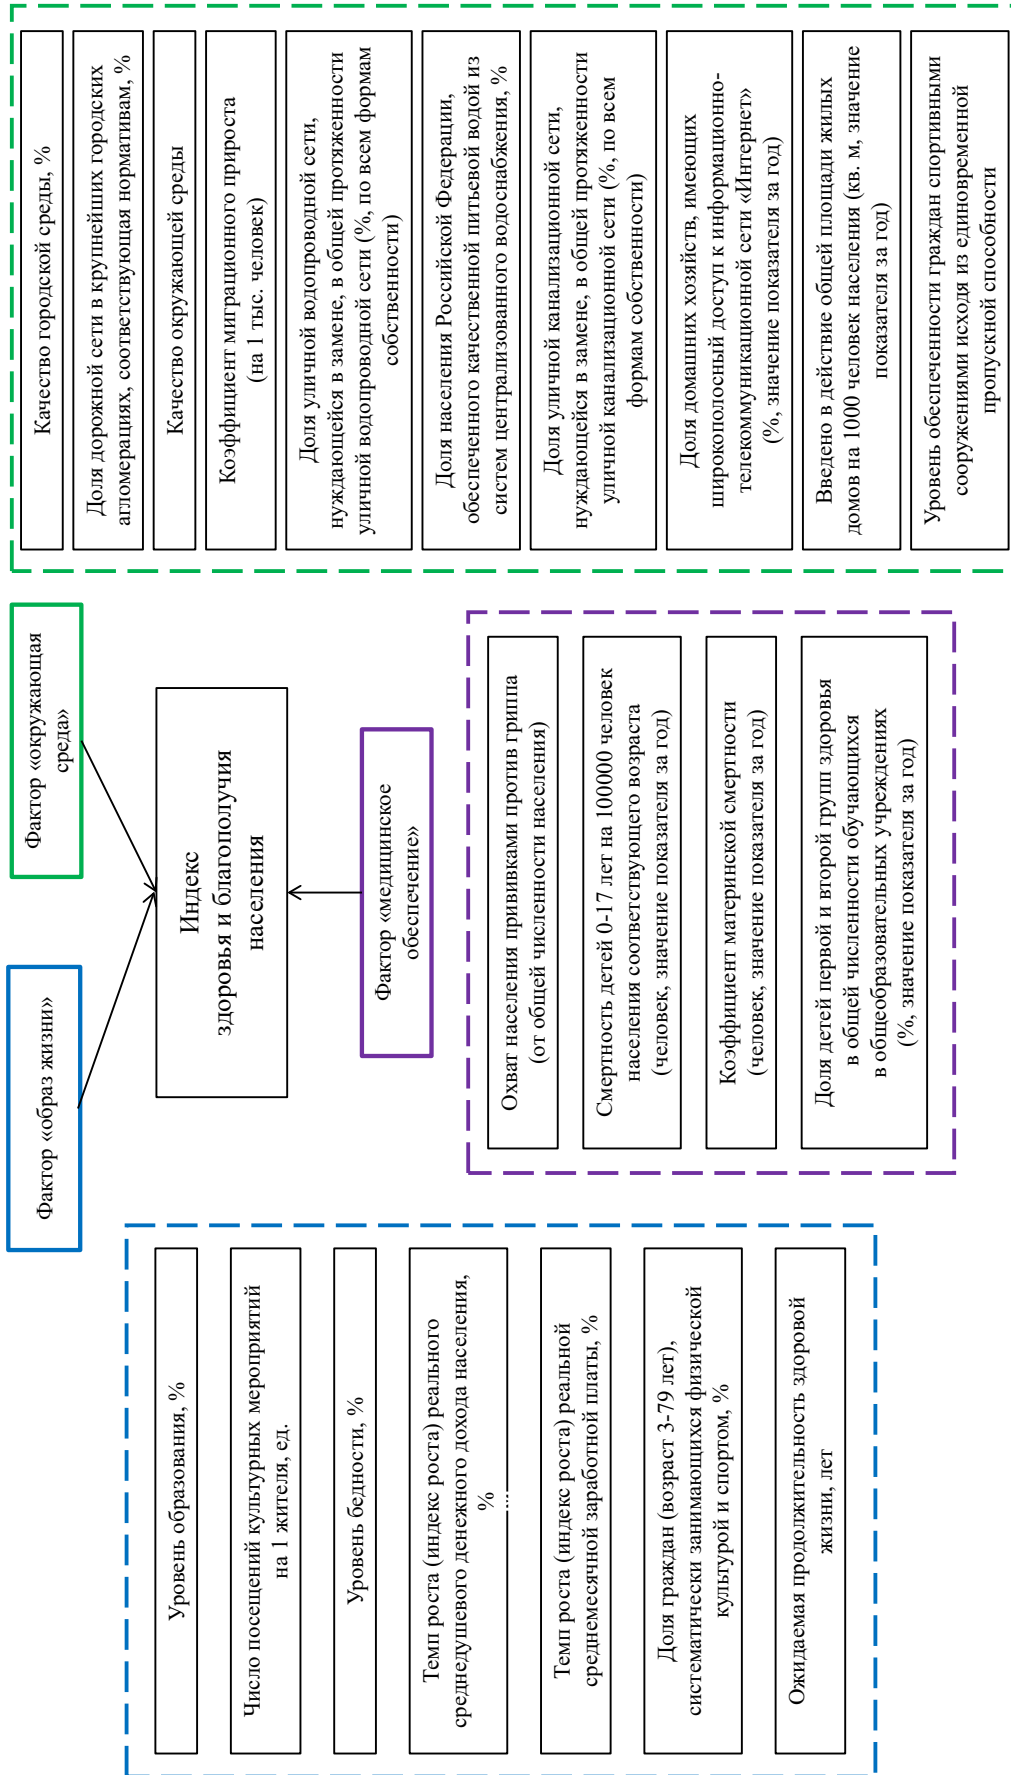 Фактор «образ жизни»
Фактор «окружающая
среда»
Индекс
здоровья и благополучия
населения
Фактор «медицинское
обеспечение»
Уровень образования, %
Число посещений культурных мероприятий
на 1 жителя, ед.
Уровень бедности, %
Темп роста (индекс роста) реального
среднедушевого денежного дохода населения,
%
Темп роста (индекс роста) реальной
среднемесячной заработной платы, %
Доля граждан (возраст 3-79 лет),
систематически занимающихся физической
культурой и спортом, %
Ожидаемая продолжительность здоровой
жизни, лет
Охват населения прививками против гриппа
(от общей численности населения)
Смертность детей 0-17 лет на 100000 человек
населения соответствующего возраста
(человек, значение показателя за год)
Коэффициент материнской смертности
(человек, значение показателя за год)
Доля детей первой и второй групп здоровья
в общей численности обучающихся
в общеобразовательных учреждениях
(%, значение показателя за год)
Качество городской среды, %
Доля дорожной сети в крупнейших городских
агломерациях, соответствующая нормативам, %
Качество окружающей среды
Коэффициент миграционного прироста
(на 1 тыс. человек)
Доля уличной водопроводной сети,
нуждающейся в замене, в общей протяженности
уличной водопроводной сети (%, по всем формам
собственности)
Доля населения Российской Федерации,
обеспеченного качественной питьевой водой из
систем централизованного водоснабжения, %
Доля уличной канализационной сети,
нуждающейся в замене, в общей протяженности
уличной канализационной сети (%, по всем
формам собственности)
Доля домашних хозяйств, имеющих
широкополосный доступ к информационно-
телекоммуникационной сети «Интернет»
(%, значение показателя за год)
Введено в действие общей площади жилых
домов на 1000 человек населения (кв. м, значение
показателя за год)
Уровень обеспеченности граждан спортивными
сооружениями исходя из единовременной
пропускной способности